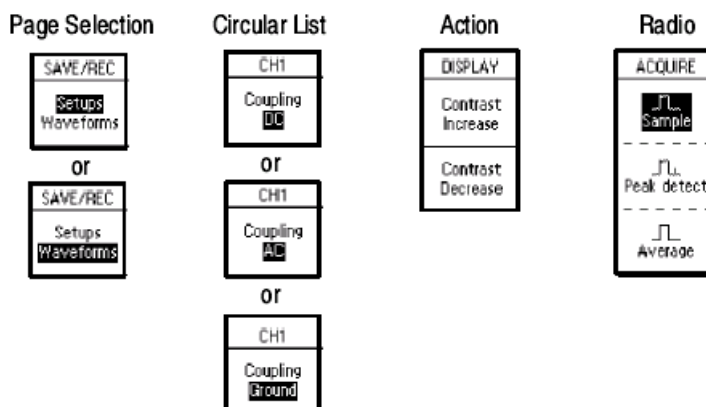 Page Selection
SAVE/REC
Setups
Waveforms
or
SAVE/REC
Setups
Waveforms
Circular List
CH1
Coupling
DC
or
CH1
Coupling
AC
or
CH1
Coupling
Ground
Action
DISPLAY
Contrast
Increase
Contrast
Decrease
Radio
ACQUIRE
Sample
Peak detect
Average